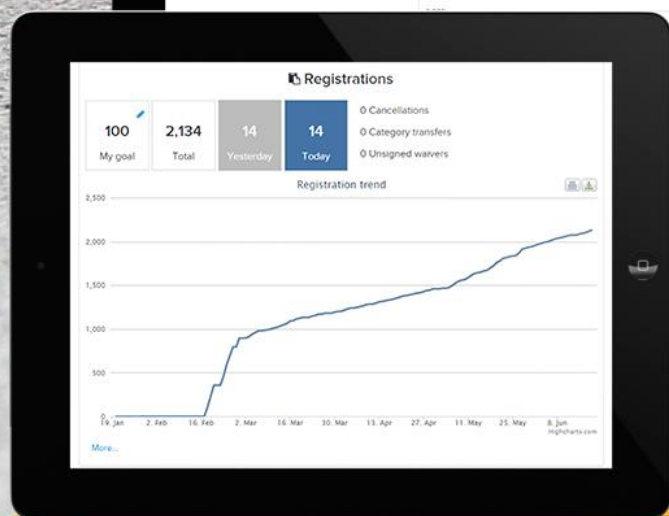 Registrations
100
My goal
2,134
Total
14
Yesterday
14
Today
0 Cancellations
0 Category transfers
0 Unsigned waivers
Registration trend
2,500
2,000
1,500
1,000
500
0
19. Jan 2. Feb 16. Feb 2. Mar 16. Mar 30. Mar 13. Apr 27. Apr 11. May 25. May 8. Jun
Highcharts.com
More...